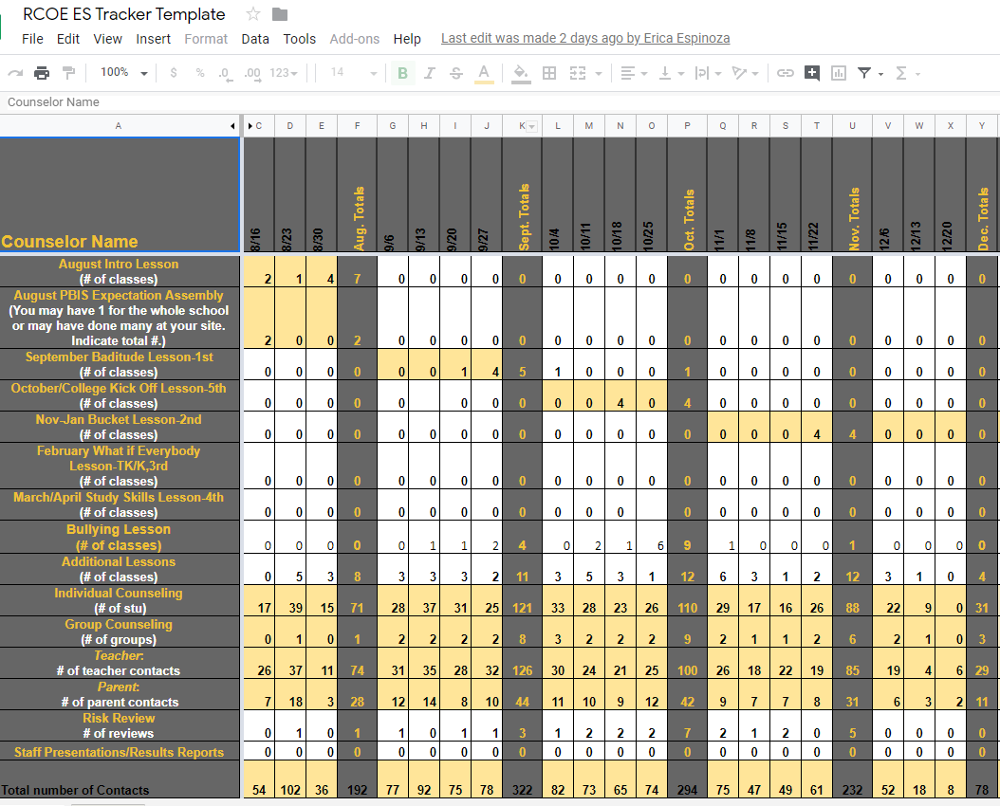 RCOE ES Tracker Template
File Edit View Insert Format Data Tools Add-ons Help Last edit was made 2 days ago by Erica Espinoza
100% $ % .0 .00 123 14 B I S A
Counselor Name
A C D E F G H I J K L M N O P Q R S T U V W X Y
Counselor Name 8/16 8/23 8/30 Aug. Totals 9/6 9/13 9/20 9/27 Sept. Totals 10/4 10/11 10/18 10/25 Oct. Totals 11/1 11/8 11/15 11/22 Nov. Totals 12/6 12/13 12/20 Dec. Totals
August Intro Lesson
(# of classes) 2 1 4 7 0 0 0 0 0 0 0 0 0 0 0 0 0 0 0 0 0 0 0
August PBIS Expectation Assembly
(You may have 1 for the whole school
or may have done many at your site.
Indicate total #.) 2 0 0 2 0 0 0 0 0 0 0 0 0 0 0 0 0 0 0 0 0 0 0
September Baditude Lesson-1st
(# of classes) 0 0 0 0 0 0 1 4 5 1 0 0 0 1 0 0 0 0 0 0 0 0 0
October/College Kick Off Lesson-5th
(# of classes) 0 0 0 0 0 0 0 0 0 0 0 4 0 4 0 0 0 0 0 0 0 0 0
Nov-Jan Bucket Lesson-2nd
(# of classes) 0 0 0 0 0 0 0 0 0 0 0 0 0 0 0 0 0 4 4 0 0 0 0
February What if Everybody
Lesson-TK/K,3rd
(# of classes) 0 0 0 0 0 0 0 0 0 0 0 0 0 0 0 0 0 0 0 0 0 0 0
March/April Study Skills Lesson-4th
(# of classes) 0 0 0 0 0 0 0 0 0 0 0 0 0 0 0 0 0 0 0 0 0 0
Bullying Lesson
(# of classes) 0 0 0 0 0 1 1 2 4 0 2 1 6 9 1 0 0 0 1 0 0 0 0
Additional Lessons
(# of classes) 0 5 3 8 3 3 3 2 11 3 5 3 1 12 6 3 1 2 12 3 1 0 4
Individual Counseling
(# of stu) 17 39 15 71 28 37 31 25 121 33 28 23 26 110 29 17 16 26 88 22 9 0 31
Group Counseling
(# of groups) 0 1 0 1 2 2 2 2 8 3 2 2 2 9 2 1 1 2 6 2 1 0 3
Teacher:
# of teacher contacts 26 37 11 74 31 35 28 32 126 30 24 21 25 100 26 18 22 19 85 19 4 6 29
Parent:
# of parent contacts 7 18 3 28 12 14 8 10 44 11 10 9 12 42 9 7 7 8 31 6 3 2 11
Risk Review
# of reviews 0 1 0 1 1 0 1 1 3 1 2 2 2 7 2 1 2 0 5 0 0 0 0
Staff Presentations/Results Reports 0 0 0 0 0 0 0 0 0 0 0 0 0 0 0 0 0 0 0 0 0 0 0
Total number of Contacts 54 102 36 192 77 92 75 78 322 82 73 65 74 294 75 47 49 61 232 52 18 8 78